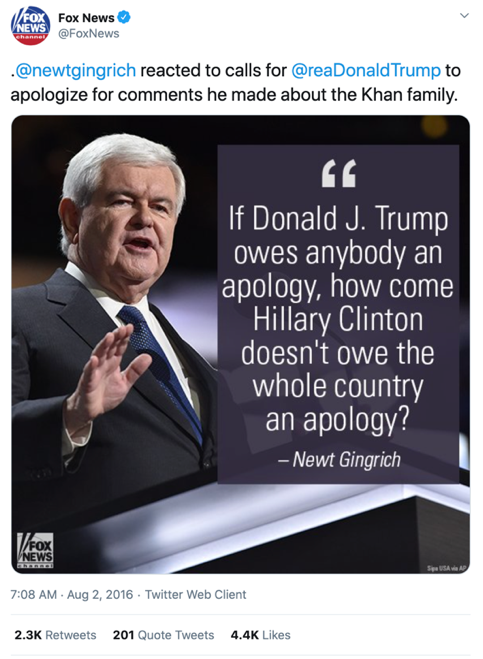 FOX
NEWS
channel
Fox News
@FoxNews
.@newtgingrich reacted to calls for @reaDonaldTrump to
apologize for comments he made about the Khan family.
“
If Donald J. Trump
owes anybody an
apology, how come
Hillary Clinton
doesn't owe the
whole country
an apology?
– Newt Gingrich
FOX
NEWS
channel
Sipa USA via AP
7:08 AM · Aug 2, 2016 · Twitter Web Client
2.3K Retweets 201 Quote Tweets 4.4K Likes